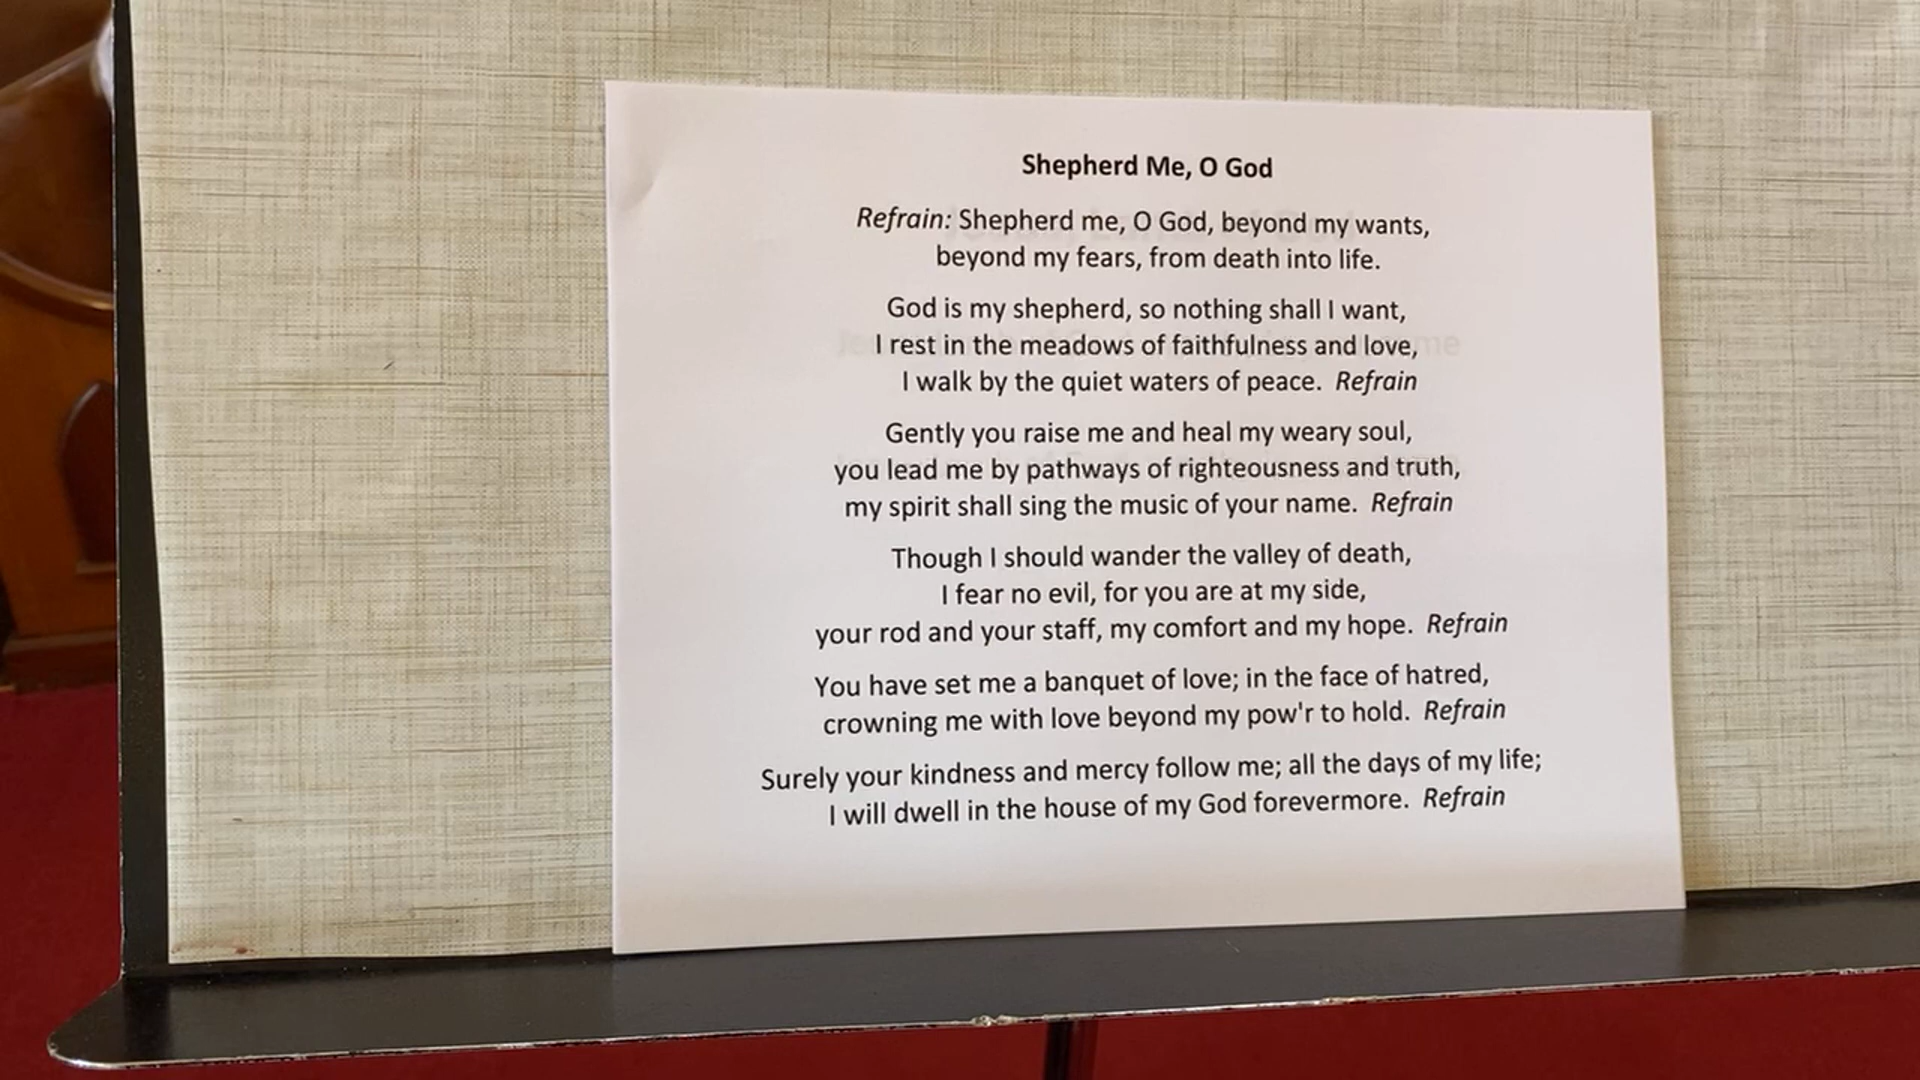 Shepherd Me, O God
Refrain: Shepherd me, O God, beyond my wants,
beyond my fears, from death into life.
God is my shepherd, so nothing shall I want,
I rest in the meadows of faithfulness and love,
I walk by the quiet waters of peace. Refrain
Gently you raise me and heal my weary soul,
you lead me by pathways of righteousness and truth,
my spirit shall sing the music of your name. Refrain
Though I should wander the valley of death,
I fear no evil, for you are at my side,
your rod and your staff, my comfort and my hope. Refrain
You have set me a banquet of love; in the face of hatred,
crowning me with love beyond my pow'r to hold. Refrain
Surely your kindness and mercy follow me; all the days of my life;
I will dwell in the house of my God forevermore. Refrain